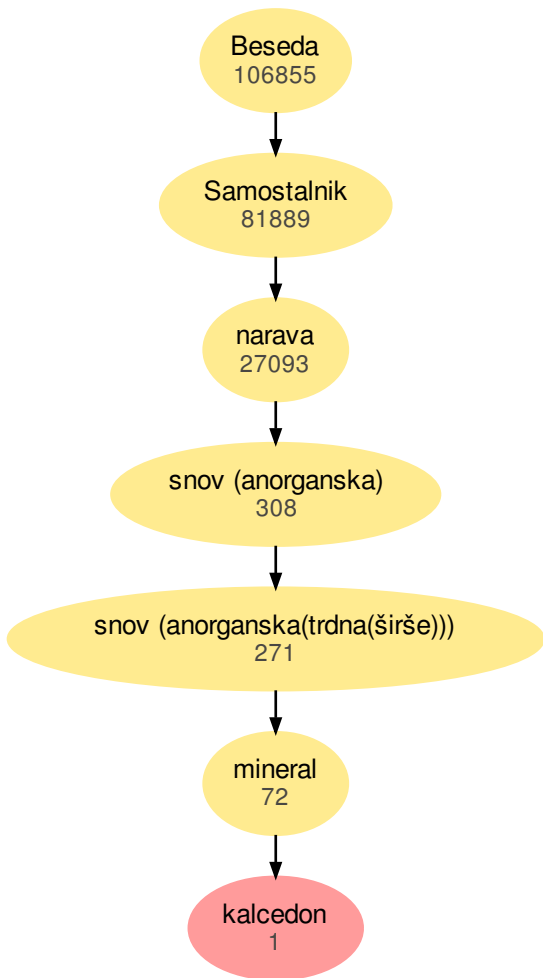 Beseda
106855
Samostalnik
81889
narava
27093
snov (anorganska)
308
snov (anorganska(trdna(širše)))
271
mineral
72
kalcedon
1